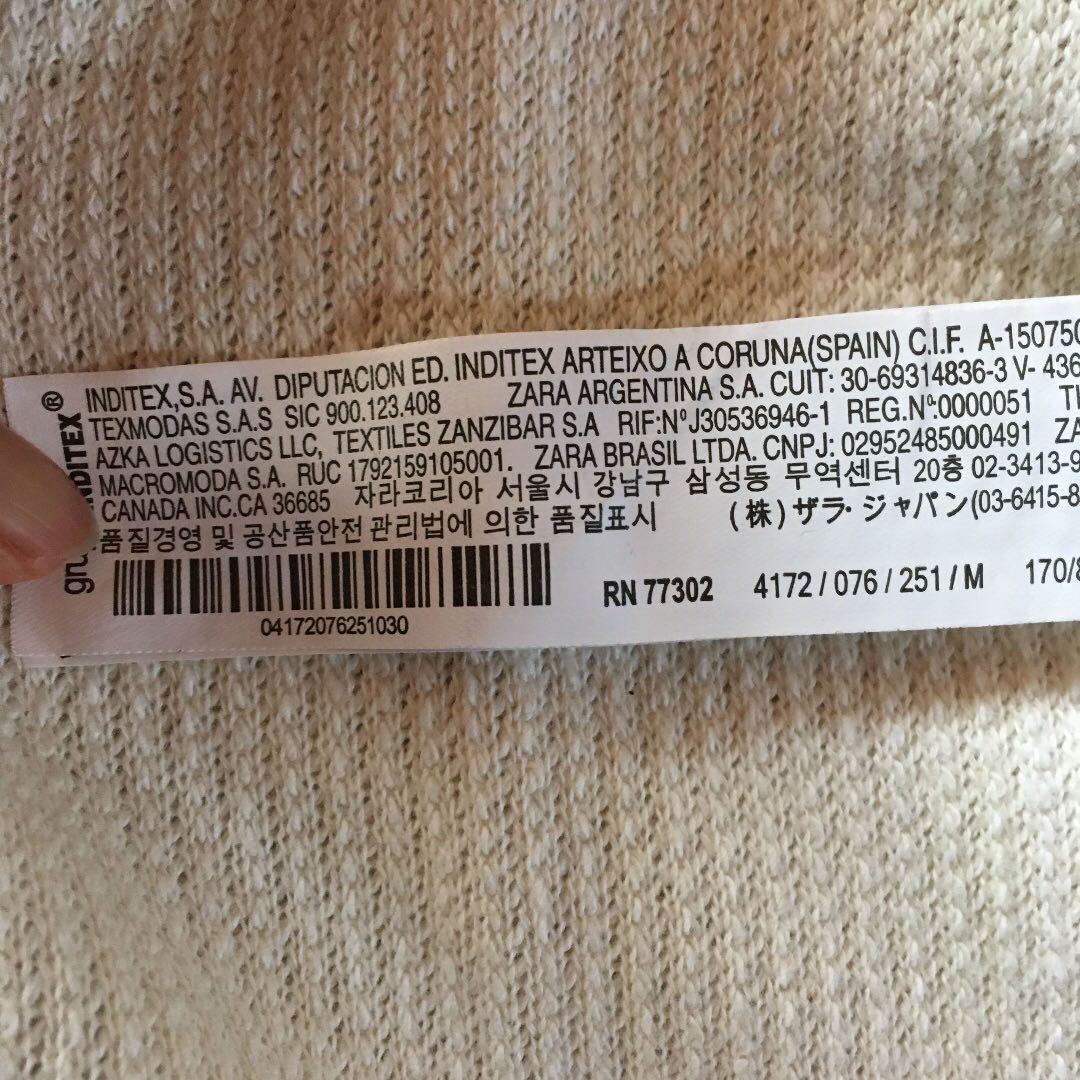 INDITEX ®
INDITEX,S.A. AV. DIPUTACION ED. INDITEX ARTEIXO A CORUNA(SPAIN) C.I.F. A-15075
TEXMODAS S.A.S SIC 900.123.408 ZARA ARGENTINA S.A. CUIT: 30-69314836-3 V- 436
AZKA LOGISTICS LLC, TEXTILES ZANZIBAR S.A RIF:NºJ30536946-1 REG.Nº:0000051
MACROMODA S.A. RUC 1792159105001. ZARA BRASIL LTDA. CNPJ: 02952485000491 ZA
CANADA INC.CA 36685 자라코리아 서울시 강남구 삼성동 무역센터 20층 02-3413-9
품질경영 및 공산품안전 관리법에 의한 품질표시 (株)ザラ・ジャパン(03-6415-8
RN 77302 4172 / 076 / 251 / M 170/8
04172076251030